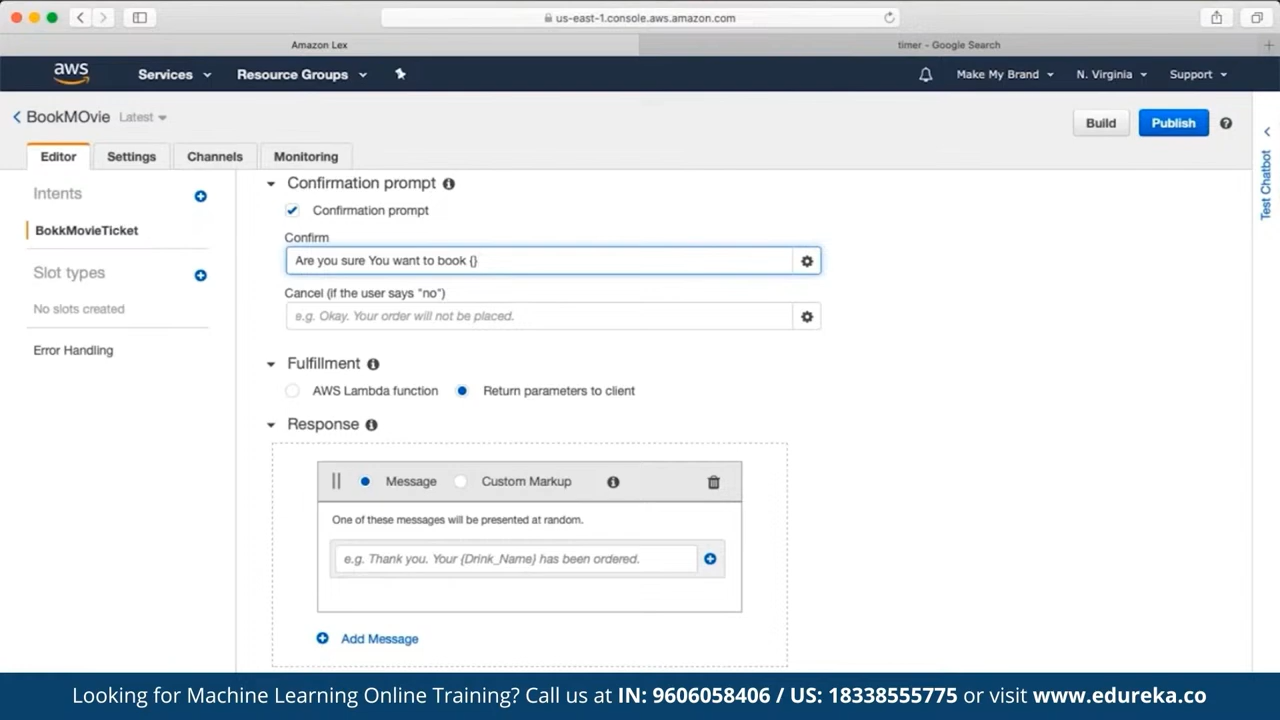 us-east-1.console.aws.amazon.com
Amazon Lex
timer - Google Search
aws
Services
Resource Groups
Make My Brand
N. Virginia
Support
BookMOvie
Latest
Build
Publish
Editor
Settings
Channels
Monitoring
Test Chatbot
Intents
BokkMovieTicket
Slot types
No slots created
Error Handling
Confirmation prompt
Confirmation prompt
Confirm
Are you sure You want to book {}
Cancel (if the user says "no")
e.g. Okay. Your order will not be placed.
Fulfillment
AWS Lambda function
Return parameters to client
Response
Message
Custom Markup
One of these messages will be presented at random.
e.g. Thank you. Your {Drink_Name} has been ordered.
Add Message
Looking for Machine Learning Online Training? Call us at IN: 9606058406 / US: 18338555775 or visit www.edureka.co